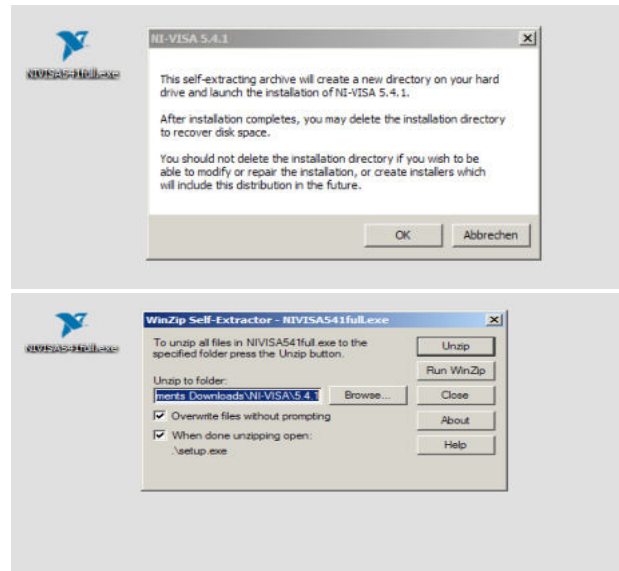 NI-VISA 5.4.1
NIVISA541full.exe
This self-extracting archive will create a new directory on your hard
drive and launch the installation of NI-VISA 5.4.1.
After installation completes, you may delete the installation directory
to recover disk space.
You should not delete the installation directory if you wish to be
able to modify or repair the installation, or create installers which
will include this distribution in the future.
OK Abbrechen
WinZip Self-Extractor - NIVISA541full.exe
NIVISA541full.exe
To unzip all files in NIVISA541full.exe to the
specified folder press the Unzip button.
Unzip
Run WinZip
Unzip to folder:
ments Downloads\NI-VISA\5.4.1 Browse... Close
Overwrite files without prompting
About
When done unzipping open:
.\setup.exe
Help